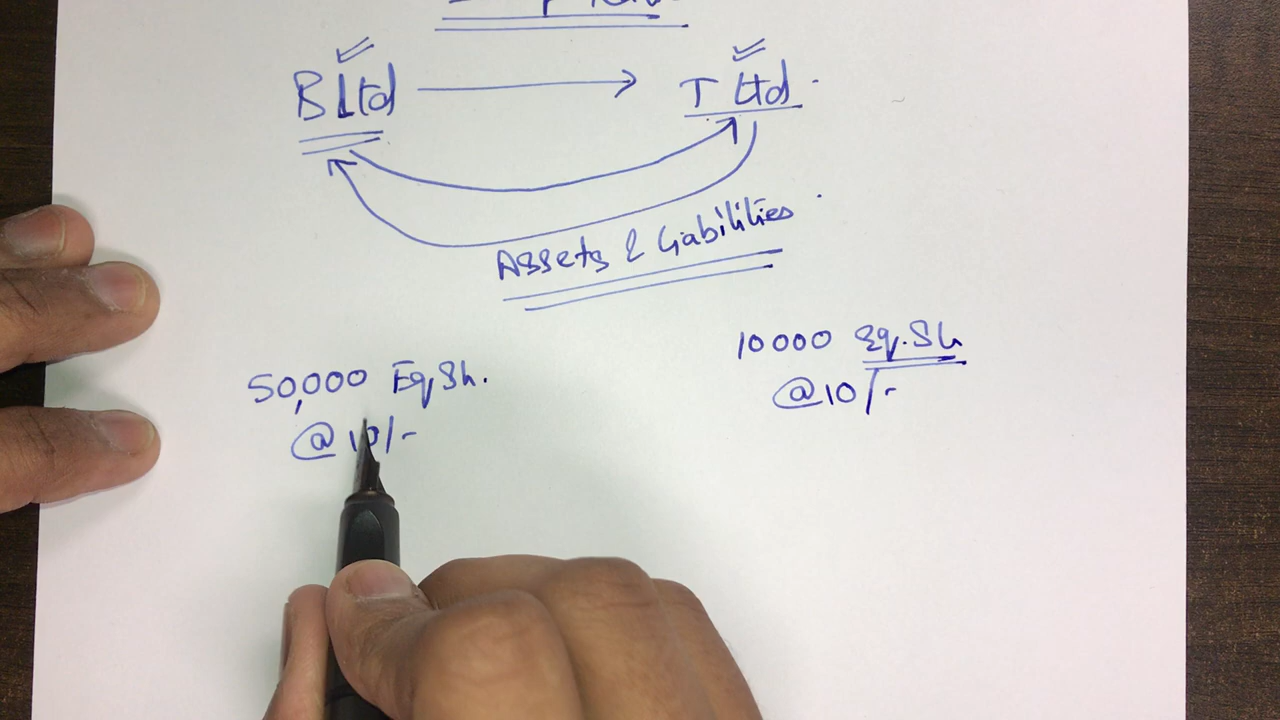 B Ltd T Ltd.
Assets & Liabilities
50,000 Eq Sh.
@ 10/-
10000 Eq. Sh
@ 10/-